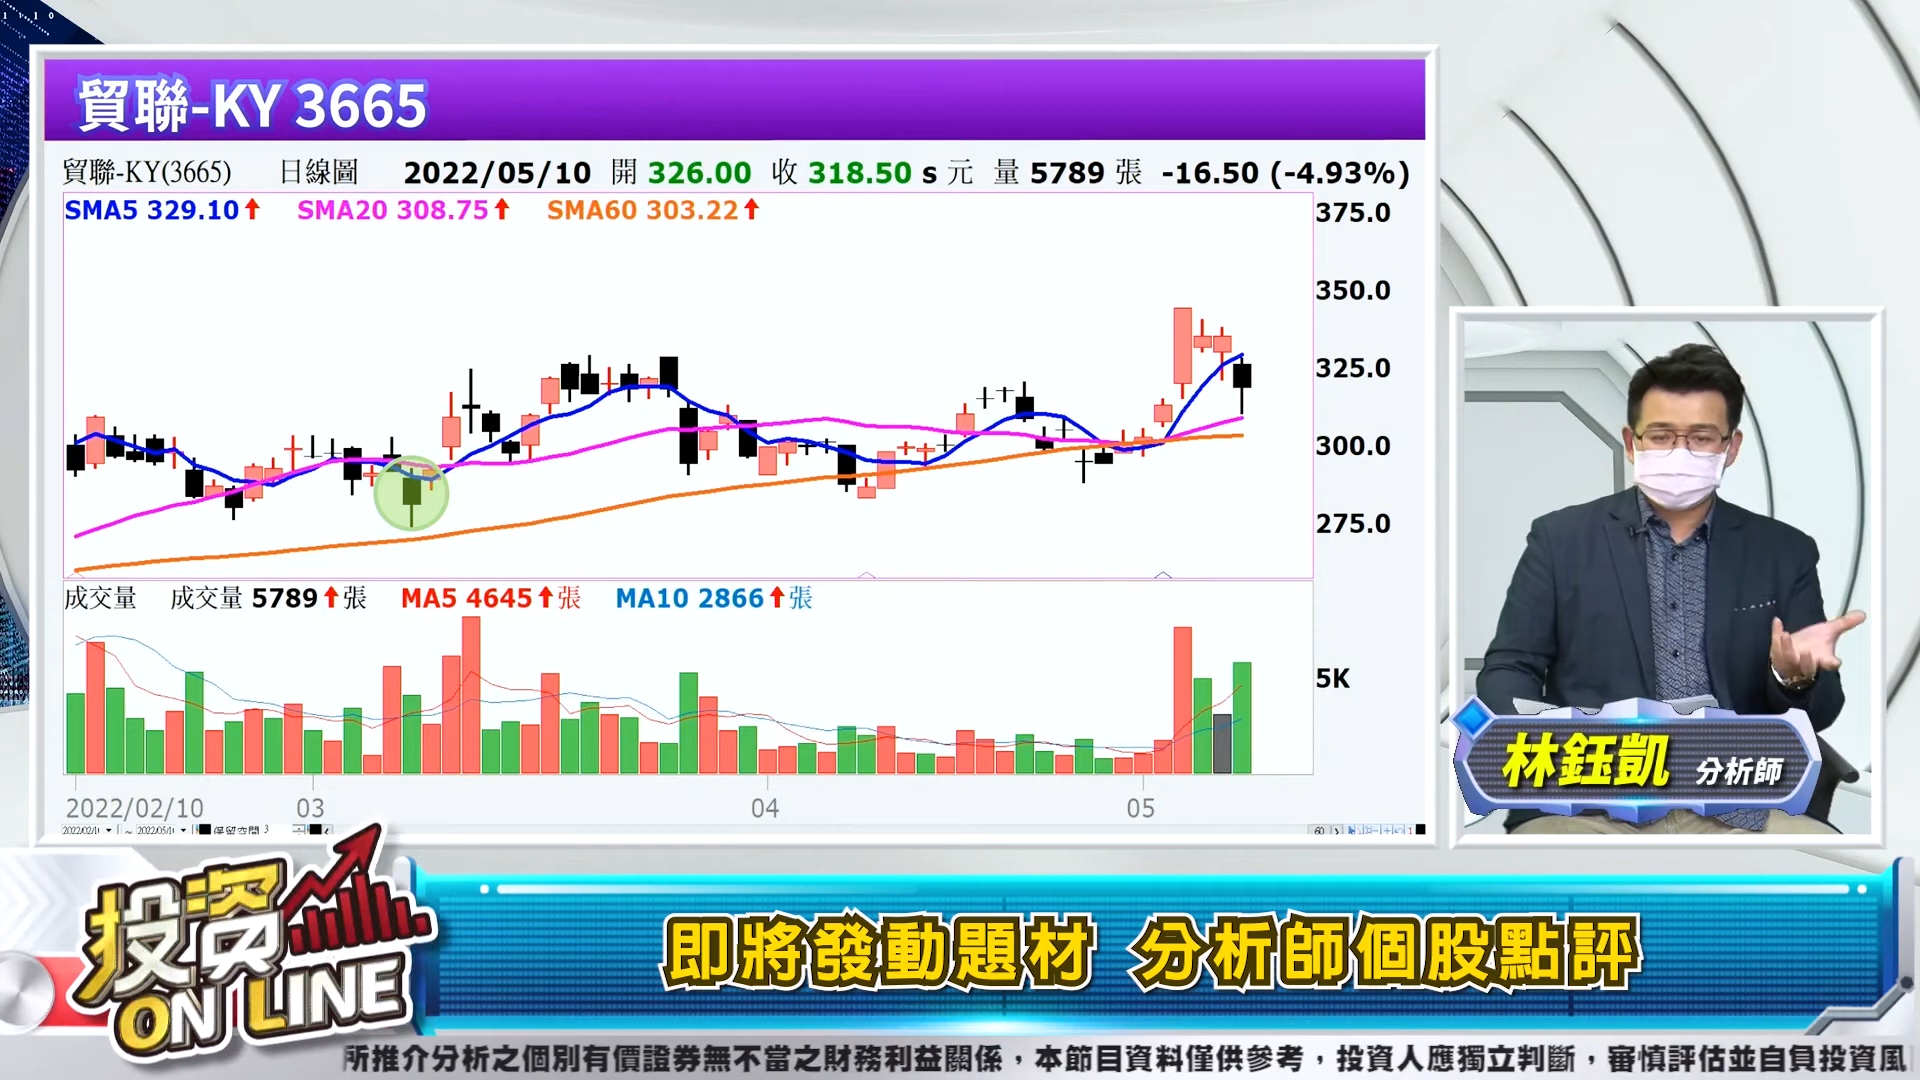 貿聯-KY 3665
貿聯-KY(3665) 日線圖 2022/05/10 開 326.00 收 318.50 s 元 量 5789 張 -16.50 (-4.93%)
SMA5 329.10↑ SMA20 308.75↑ SMA60 303.22↑
375.0
350.0
325.0
300.0
275.0
成交量 成交量 5789↑張 MA5 4645↑張 MA10 2866↑張
5K
2022/02/10 03 04 05
保留空間 3
60
林鈺凱 分析師
投資
ON LINE
即將發動題材 分析師個股點評
所推介分析之個別有價證券無不當之財務利益關係，本節目資料僅供參考，投資人應獨立判斷，審慎評估並自負投資風